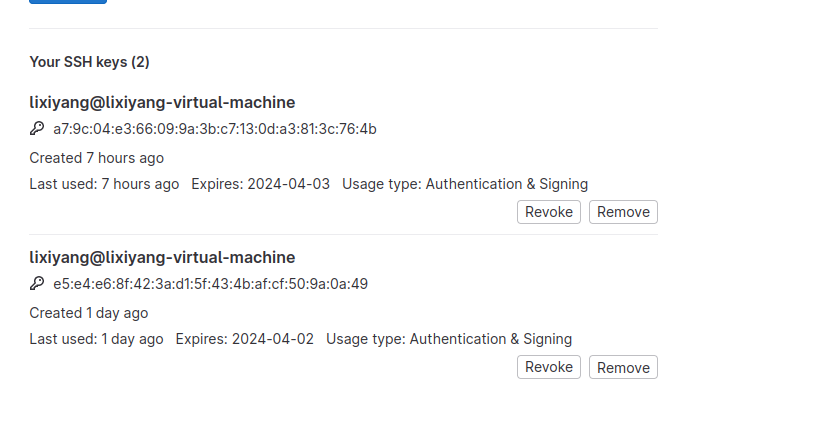 Your SSH keys (2)
lixiyang@lixiyang-virtual-machine
a7:9c:04:e3:66:09:9a:3b:c7:13:0d:a3:81:3c:76:4b
Created 7 hours ago
Last used: 7 hours ago Expires: 2024-04-03 Usage type: Authentication & Signing
Revoke Remove
lixiyang@lixiyang-virtual-machine
e5:e4:e6:8f:42:3a:d1:5f:43:4b:af:cf:50:9a:0a:49
Created 1 day ago
Last used: 1 day ago Expires: 2024-04-02 Usage type: Authentication & Signing
Revoke Remove